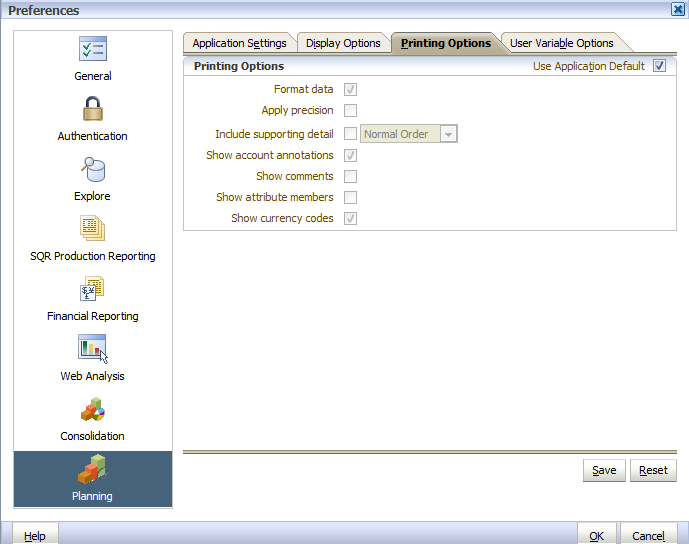 Preferences
General
Authentication
Explore
SQR Production Reporting
Financial Reporting
Web Analysis
Consolidation
Planning
Application Settings
Display Options
Printing Options
User Variable Options
Printing Options
Use Application Default
Format data
Apply precision
Include supporting detail
Normal Order
Show account annotations
Show comments
Show attribute members
Show currency codes
Save
Reset
Help
OK
Cancel